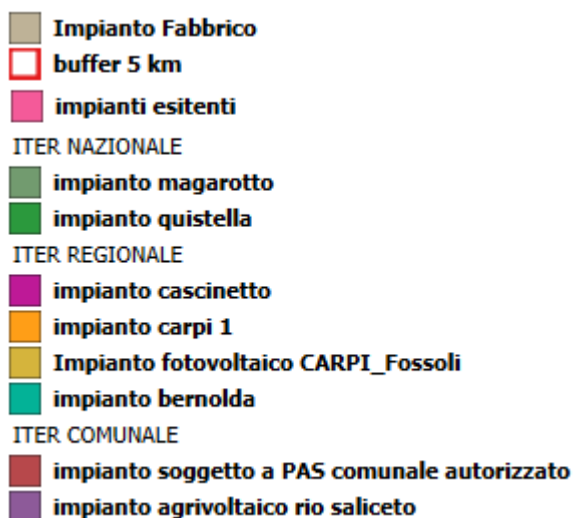 Impianto Fabbrico
buffer 5 km
impianti esitenti
ITER NAZIONALE
impianto magarotto
impianto quistella
ITER REGIONALE
impianto cascinetto
impianto carpi 1
Impianto fotovoltaico CARPI_Fossoli
impianto bernolda
ITER COMUNALE
impianto soggetto a PAS comunale autorizzato
impianto agrivoltaico rio saliceto